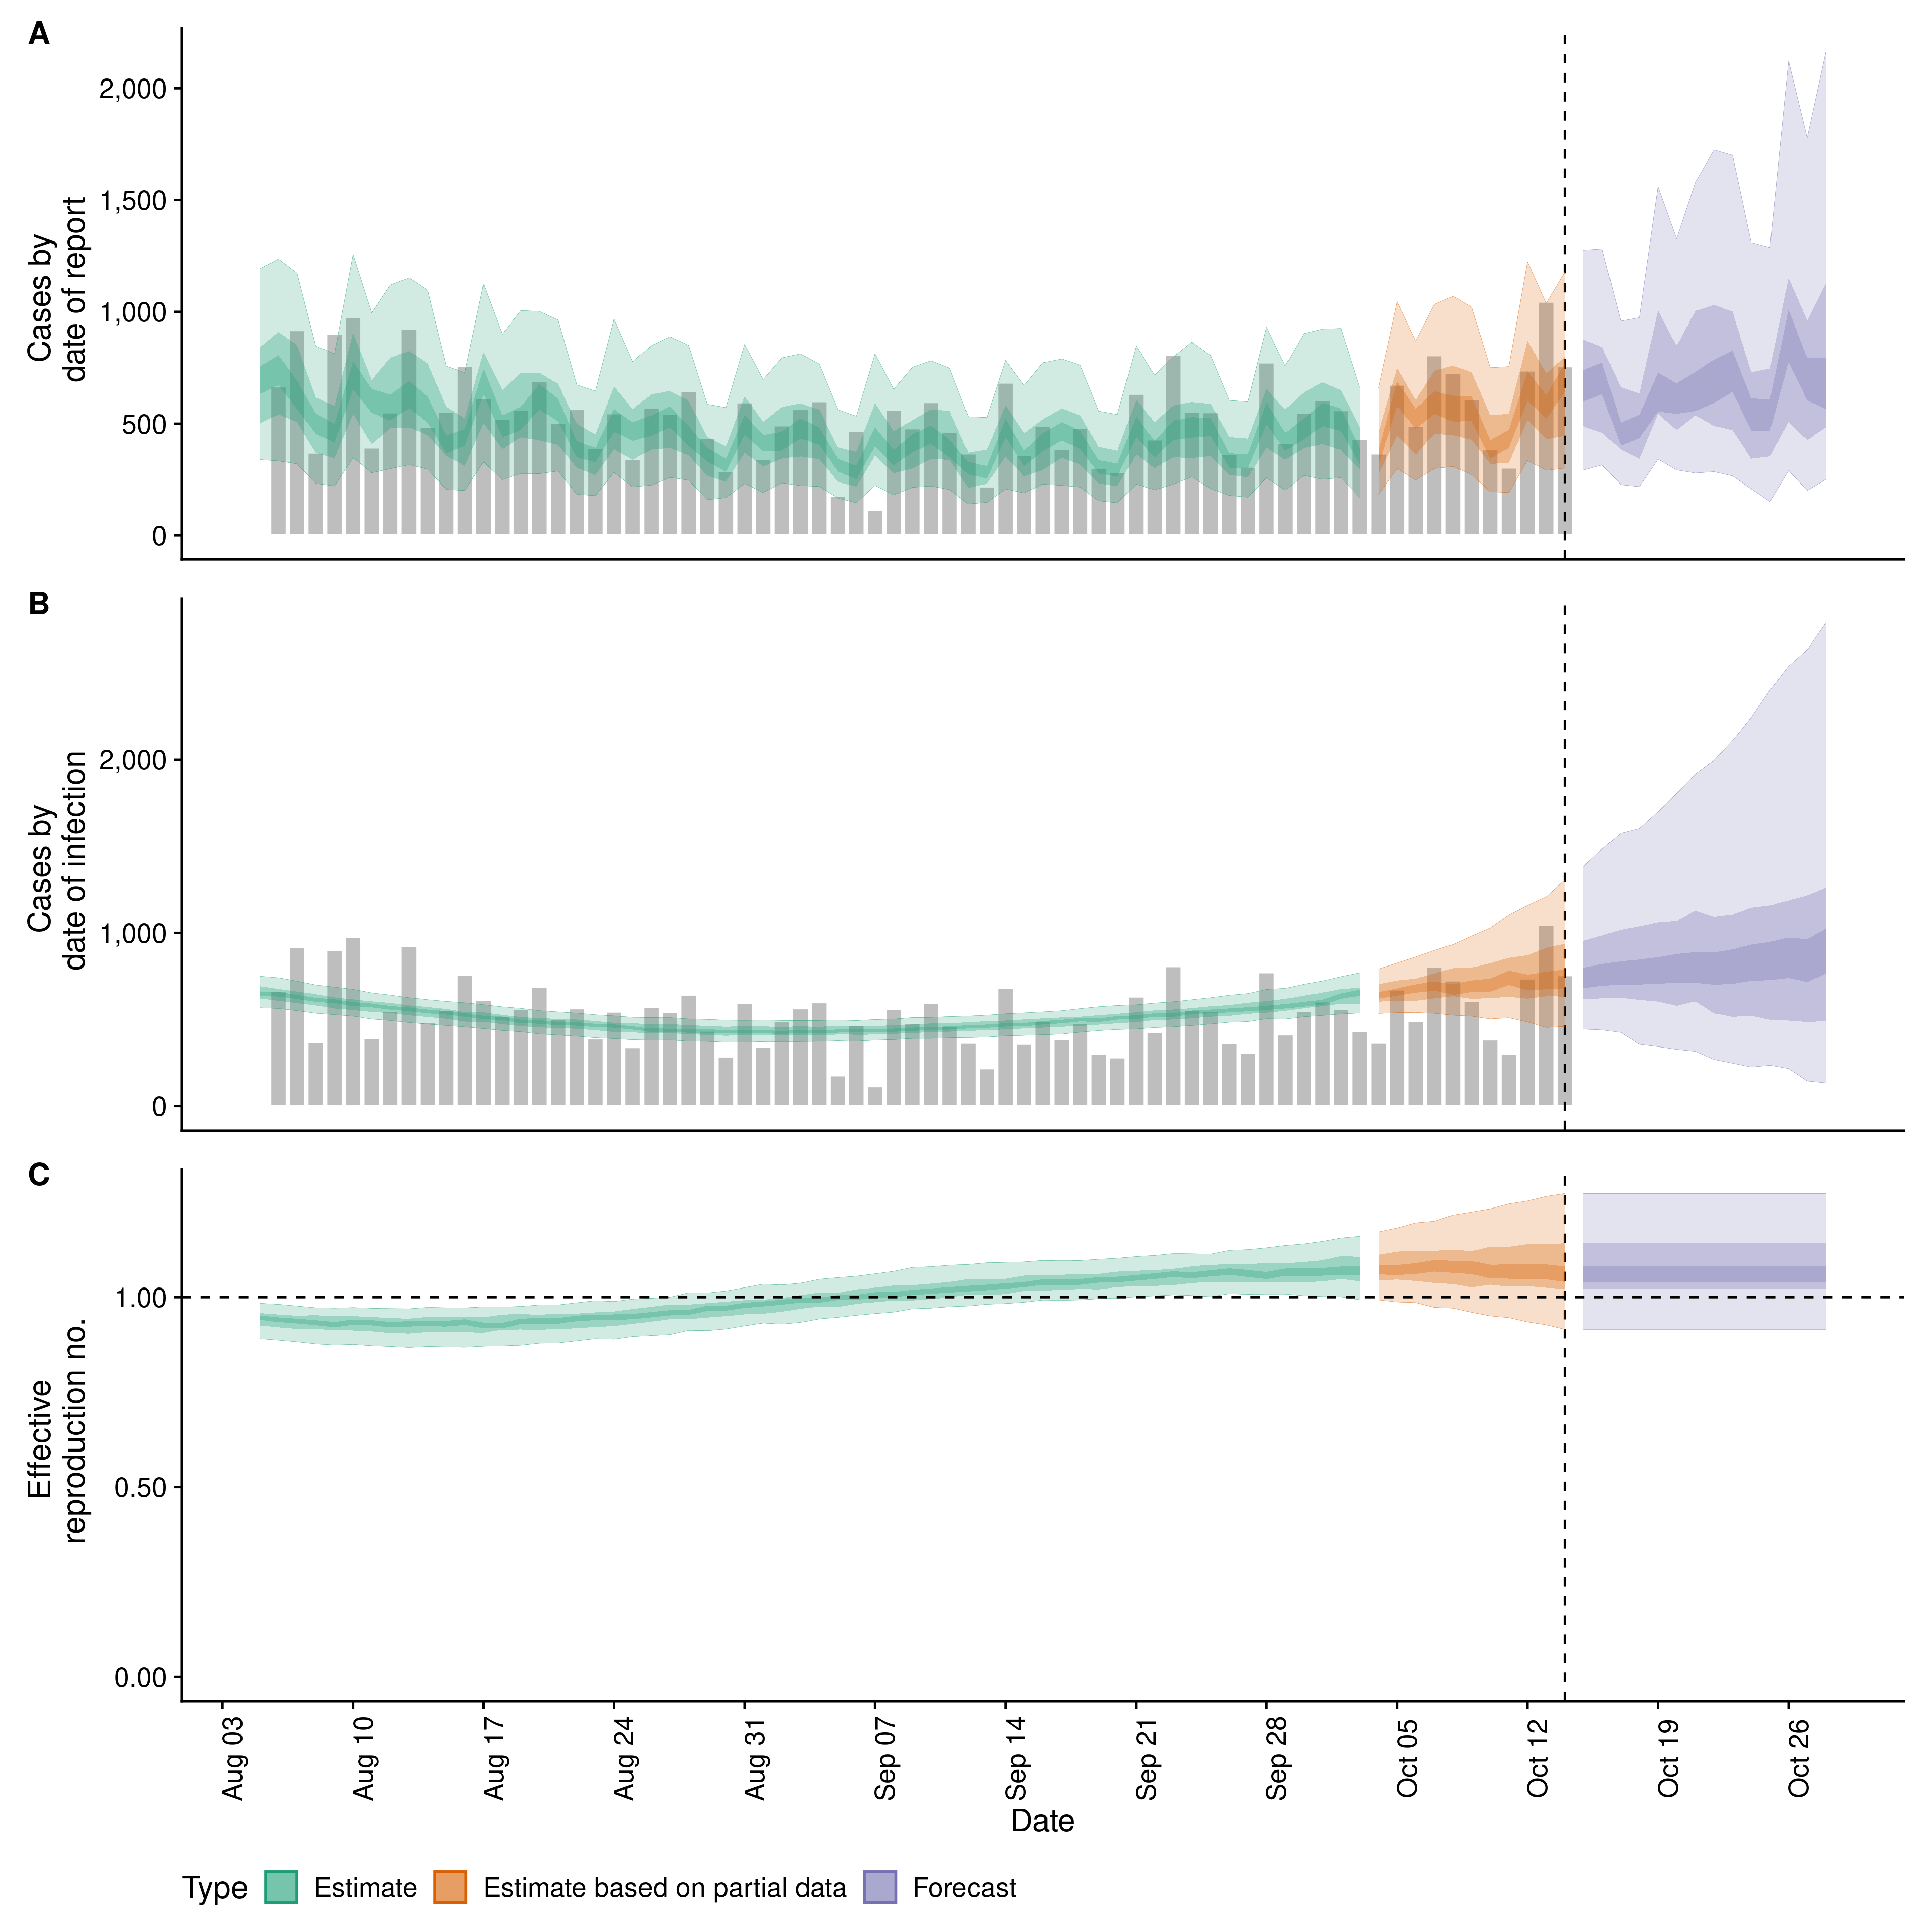 A
2,000
1,500
1,000
500
0
Cases by
date of report
B
2,000
1,000
0
Cases by
date of infection
C
1.00
0.50
0.00
Effective
reproduction no.
Aug 03
Aug 10
Aug 17
Aug 24
Aug 31
Sep 07
Sep 14
Sep 21
Sep 28
Oct 05
Oct 12
Oct 19
Oct 26
Date
Type Estimate Estimate based on partial data Forecast